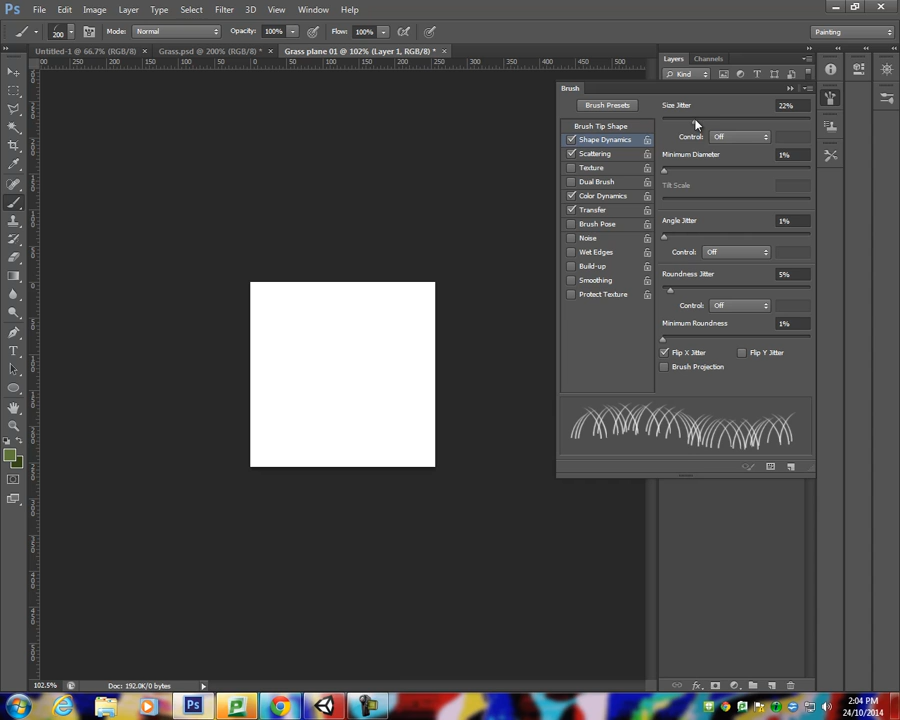 Ps File Edit Image Layer Type Select Filter 3D View Window Help
200 Mode: Normal Opacity: 100% Flow: 100% Painting
Untitled-1 @ 66.7% (RGB/8) × Grass.psd @ 200% (RGB/8) * × Grass plane 01 @ 102% (Layer 1, RGB/8) * ×
Layers Channels
Kind
Brush
Brush Presets
Brush Tip Shape
Shape Dynamics
Scattering
Texture
Dual Brush
Color Dynamics
Transfer
Brush Pose
Noise
Wet Edges
Build-up
Smoothing
Protect Texture
Size Jitter 22%
Control: Off
Minimum Diameter 1%
Tilt Scale
Angle Jitter 1%
Control: Off
Roundness Jitter 5%
Control: Off
Minimum Roundness 1%
Flip X Jitter Flip Y Jitter
Brush Projection
102.5% Doc: 192.0K/0 bytes
2:04 PM
24/10/2014